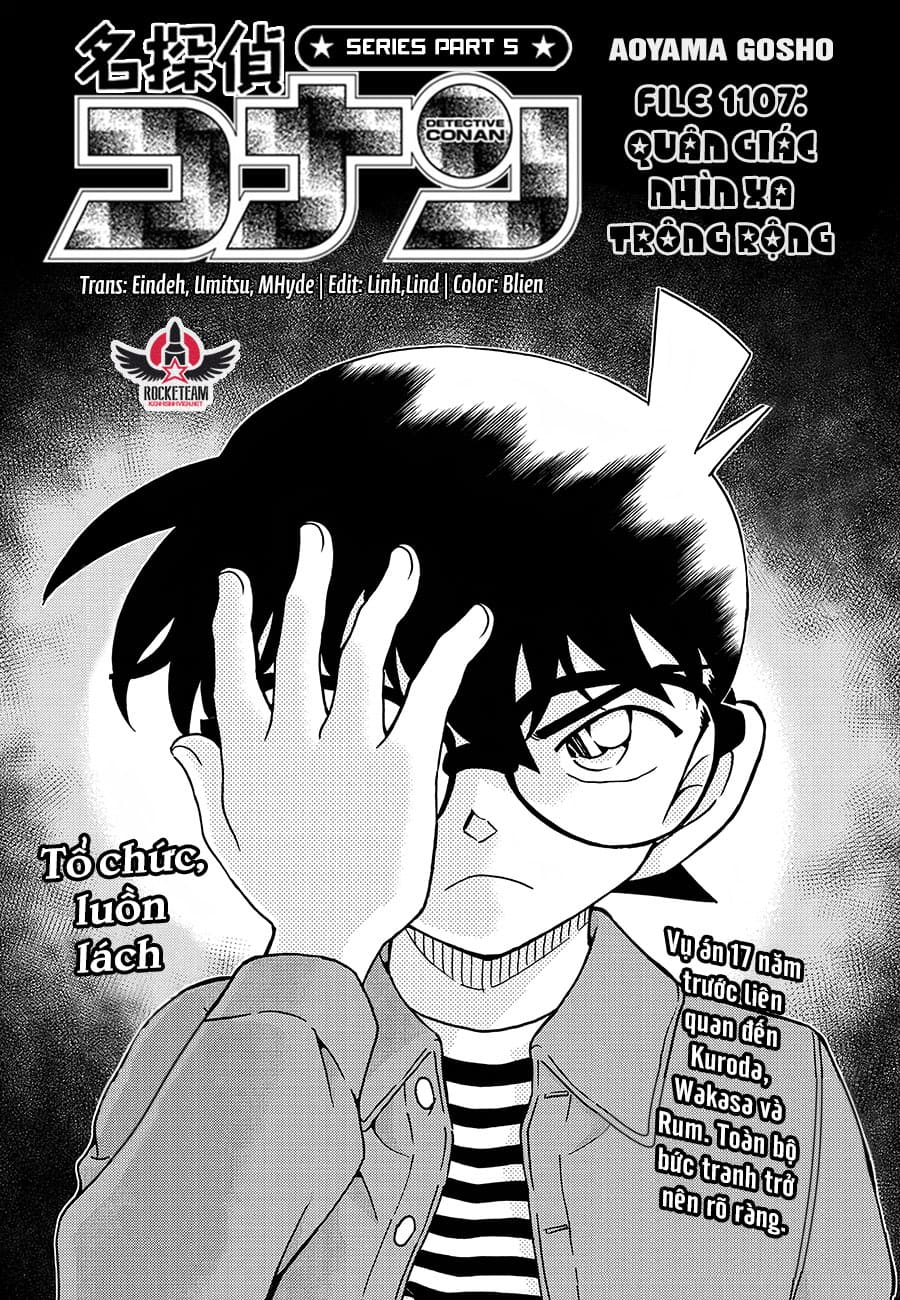 名探偵
★ SERIES PART 5 ★
コナン
DETECTIVE
CONAN
AOYAMA GOSHO
FILE 1107:
QUÂN GIÁC
NHÌN XA
TRÔNG RỘNG
Trans: Eindeh, Umitsu, MHyde | Edit: Linh,Lind | Color: Blien
ROCKETEAM
KENHSINHVIEN.NET
Tổ chức,
luồn
lách
Vụ án 17 năm
trước liên
quan đến
Kuroda,
Wakasa và
Rum. Toàn bộ
bức tranh trở
nên rõ ràng.